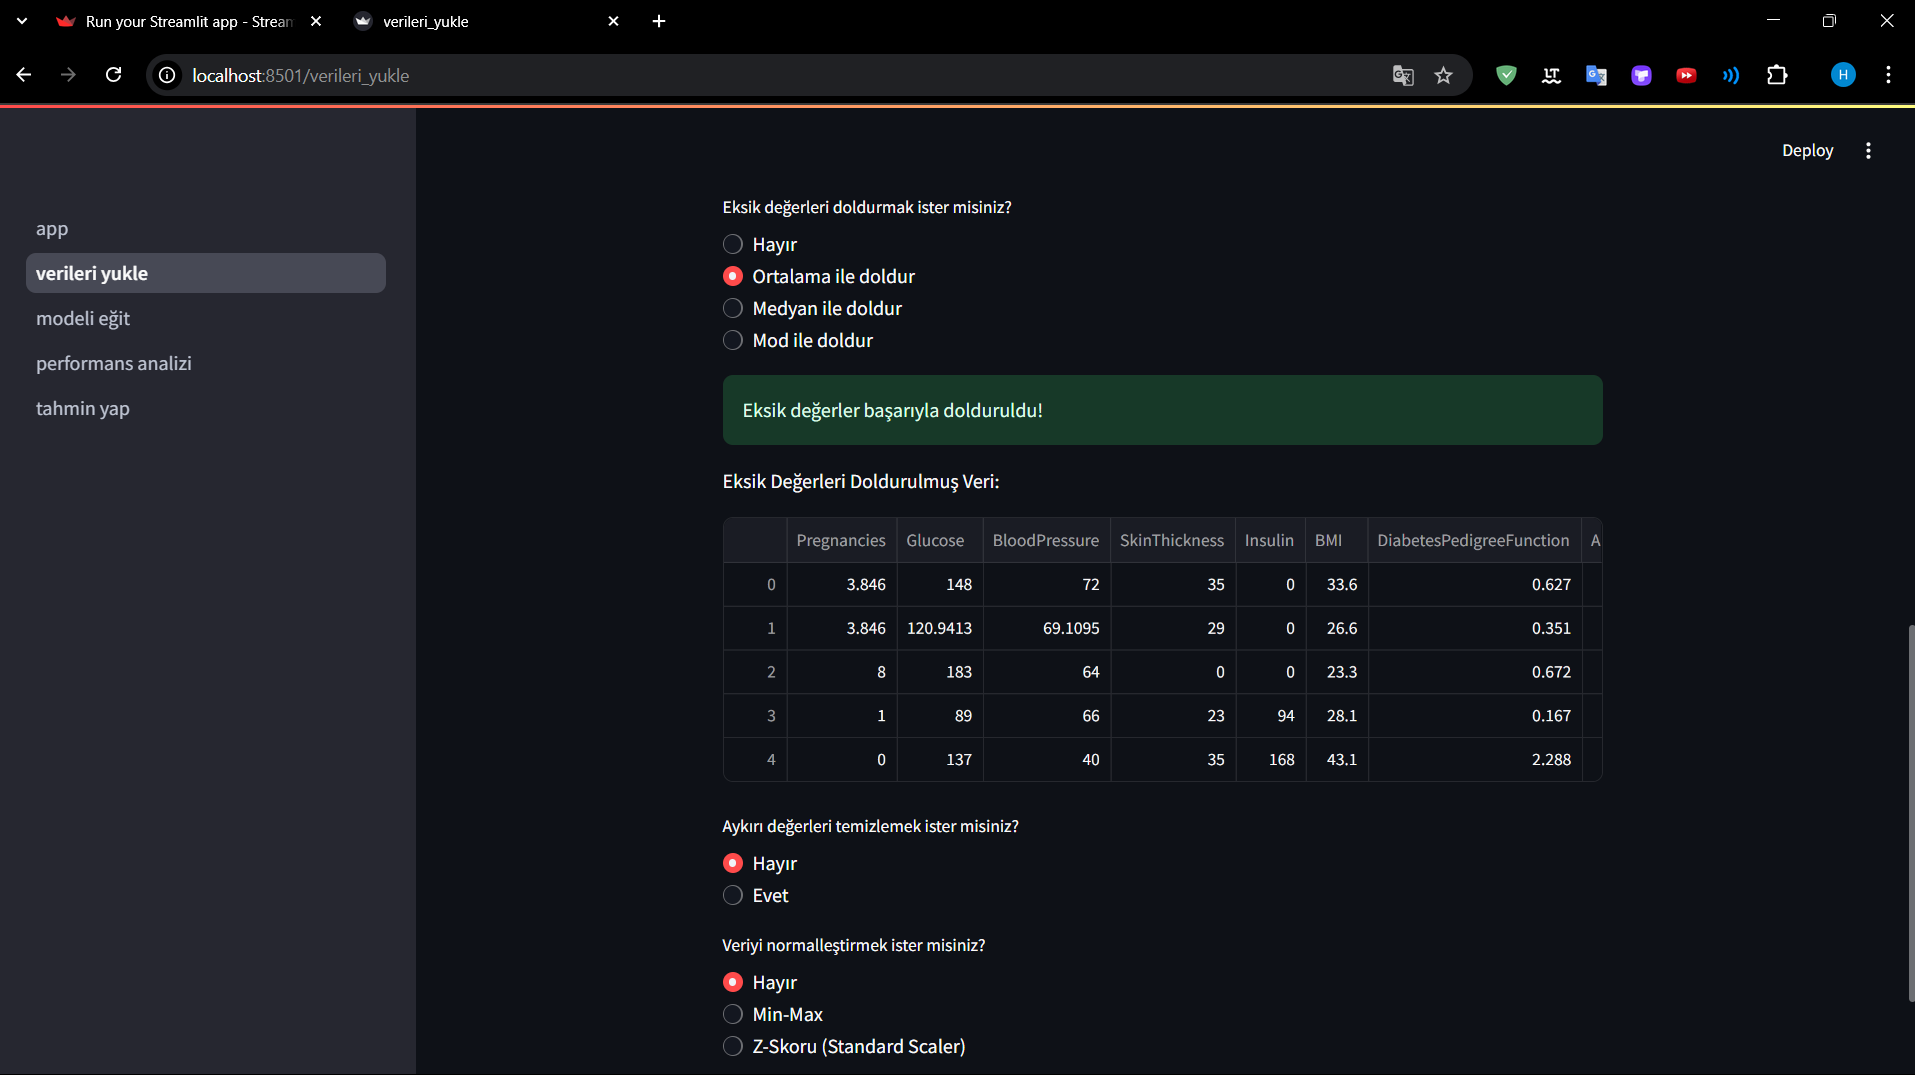 Run your Streamlit app - Stream
verileri_yukle
localhost:8501/verileri_yukle
H
Deploy
app
verileri yukle
modeli eğit
performans analizi
tahmin yap
Eksik değerleri doldurmak ister misiniz?
Hayır
Ortalama ile doldur
Medyan ile doldur
Mod ile doldur
Eksik değerler başarıyla dolduruldu!
Eksik Değerleri Doldurulmuş Veri:
Pregnancies Glucose BloodPressure SkinThickness Insulin BMI DiabetesPedigreeFunction A
0 3.846 148 72 35 0 33.6 0.627
1 3.846 120.9413 69.1095 29 0 26.6 0.351
2 8 183 64 0 0 23.3 0.672
3 1 89 66 23 94 28.1 0.167
4 0 137 40 35 168 43.1 2.288
Aykırı değerleri temizlemek ister misiniz?
Hayır
Evet
Veriyi normalleştirmek ister misiniz?
Hayır
Min-Max
Z-Skoru (Standard Scaler)